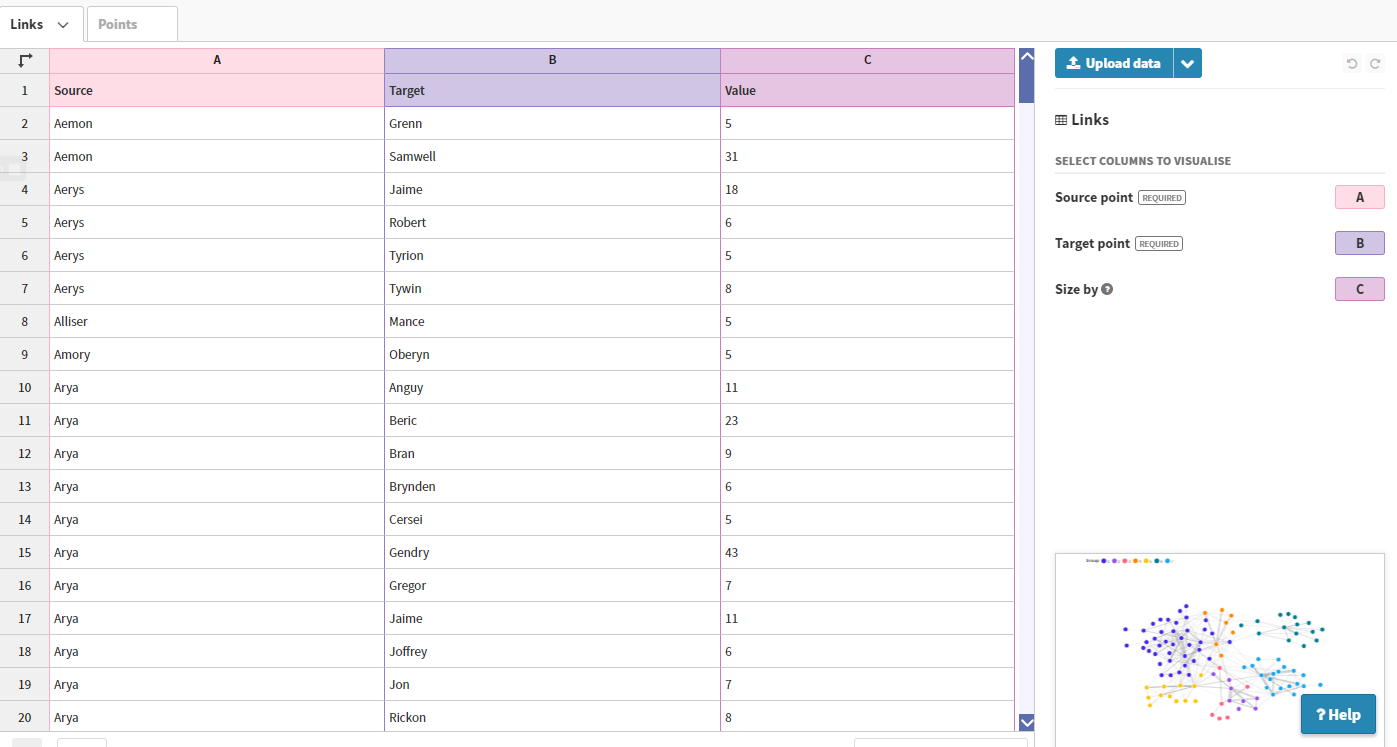 Links Points
A B C
1 Source Target Value
2 Aemon Grenn 5
3 Aemon Samwell 31
4 Aerys Jaime 18
5 Aerys Robert 6
6 Aerys Tyrion 5
7 Aerys Tywin 8
8 Alliser Mance 5
9 Amory Oberyn 5
10 Arya Anguy 11
11 Arya Beric 23
12 Arya Bran 9
13 Arya Brynden 6
14 Arya Cersei 5
15 Arya Gendry 43
16 Arya Gregor 7
17 Arya Jaime 11
18 Arya Joffrey 6
19 Arya Jon 7
20 Arya Rickon 8
Upload data
Links
SELECT COLUMNS TO VISUALISE
Source point REQUIRED A
Target point REQUIRED B
Size by ? C
? Help